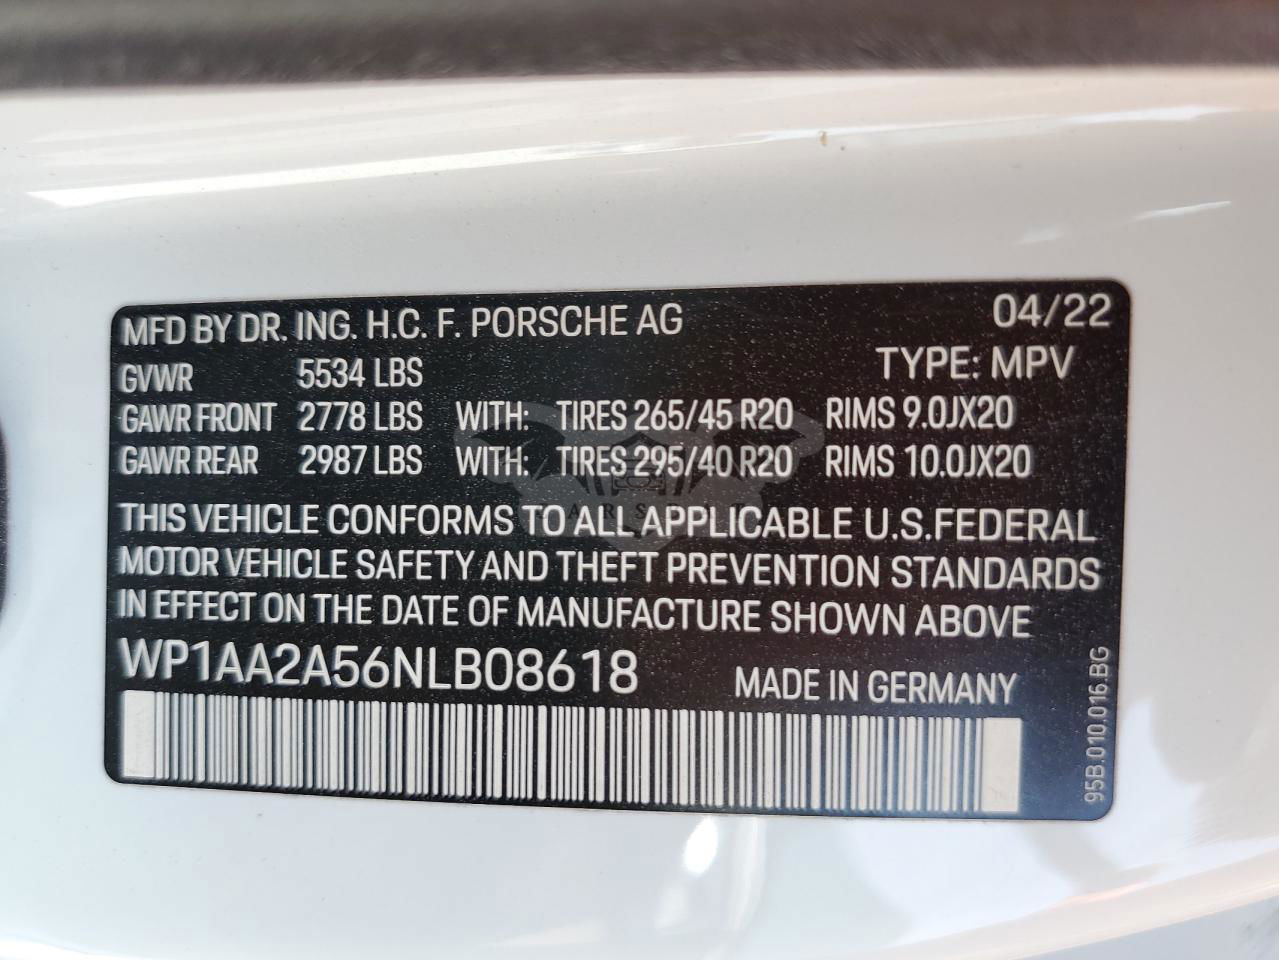 MFD BY DR. ING. H.C. F. PORSCHE AG 04/22
GVWR 5534 LBS TYPE: MPV
GAWR FRONT 2778 LBS WITH: TIRES 265/45 R20 RIMS 9.0JX20
GAWR REAR 2987 LBS WITH: TIRES 295/40 R20 RIMS 10.0JX20
THIS VEHICLE CONFORMS TO ALL APPLICABLE U.S.FEDERAL
MOTOR VEHICLE SAFETY AND THEFT PREVENTION STANDARDS
IN EFFECT ON THE DATE OF MANUFACTURE SHOWN ABOVE
WP1AA2A56NLB08618 MADE IN GERMANY
95B.010.016.BG